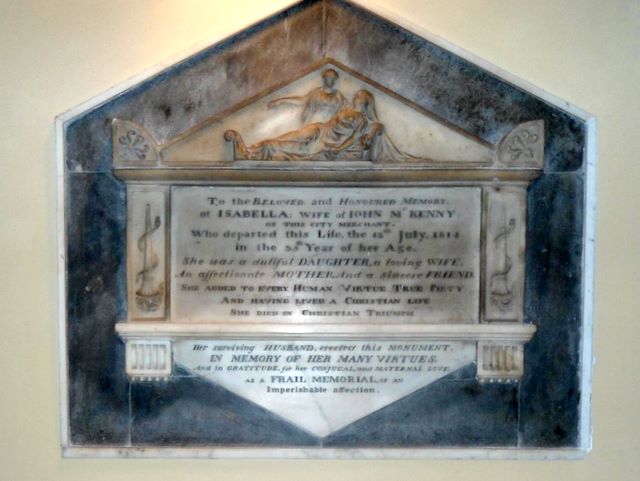 To the BELOVED, and HONOURED MEMORY,
of ISABELLA: WIFE of JOHN Mc KENNY
OF THIS CITY MERCHANT.
Who departed this Life, the 12th July, 1814
in the Year of her Age.
She was a dutiful DAUGHTER, a loving WIFE,
An affectionate MOTHER, And a sincere FRIEND.
SHE ADDED TO EVERY HUMAN VIRTUE TRUE PIETY
AND HAVING LIVED A CHRISTIAN LIFE
SHE DIED IN CHRISTIAN TRIUMPH
Her surviving HUSBAND, erected this MONUMENT,
IN MEMORY OF HER MANY VIRTUES,
And in GRATITUDE, for her CONJUGAL, and MATERNAL LOVE.
AS A FRAIL MEMORIAL, OF AN
Imperishable affection.